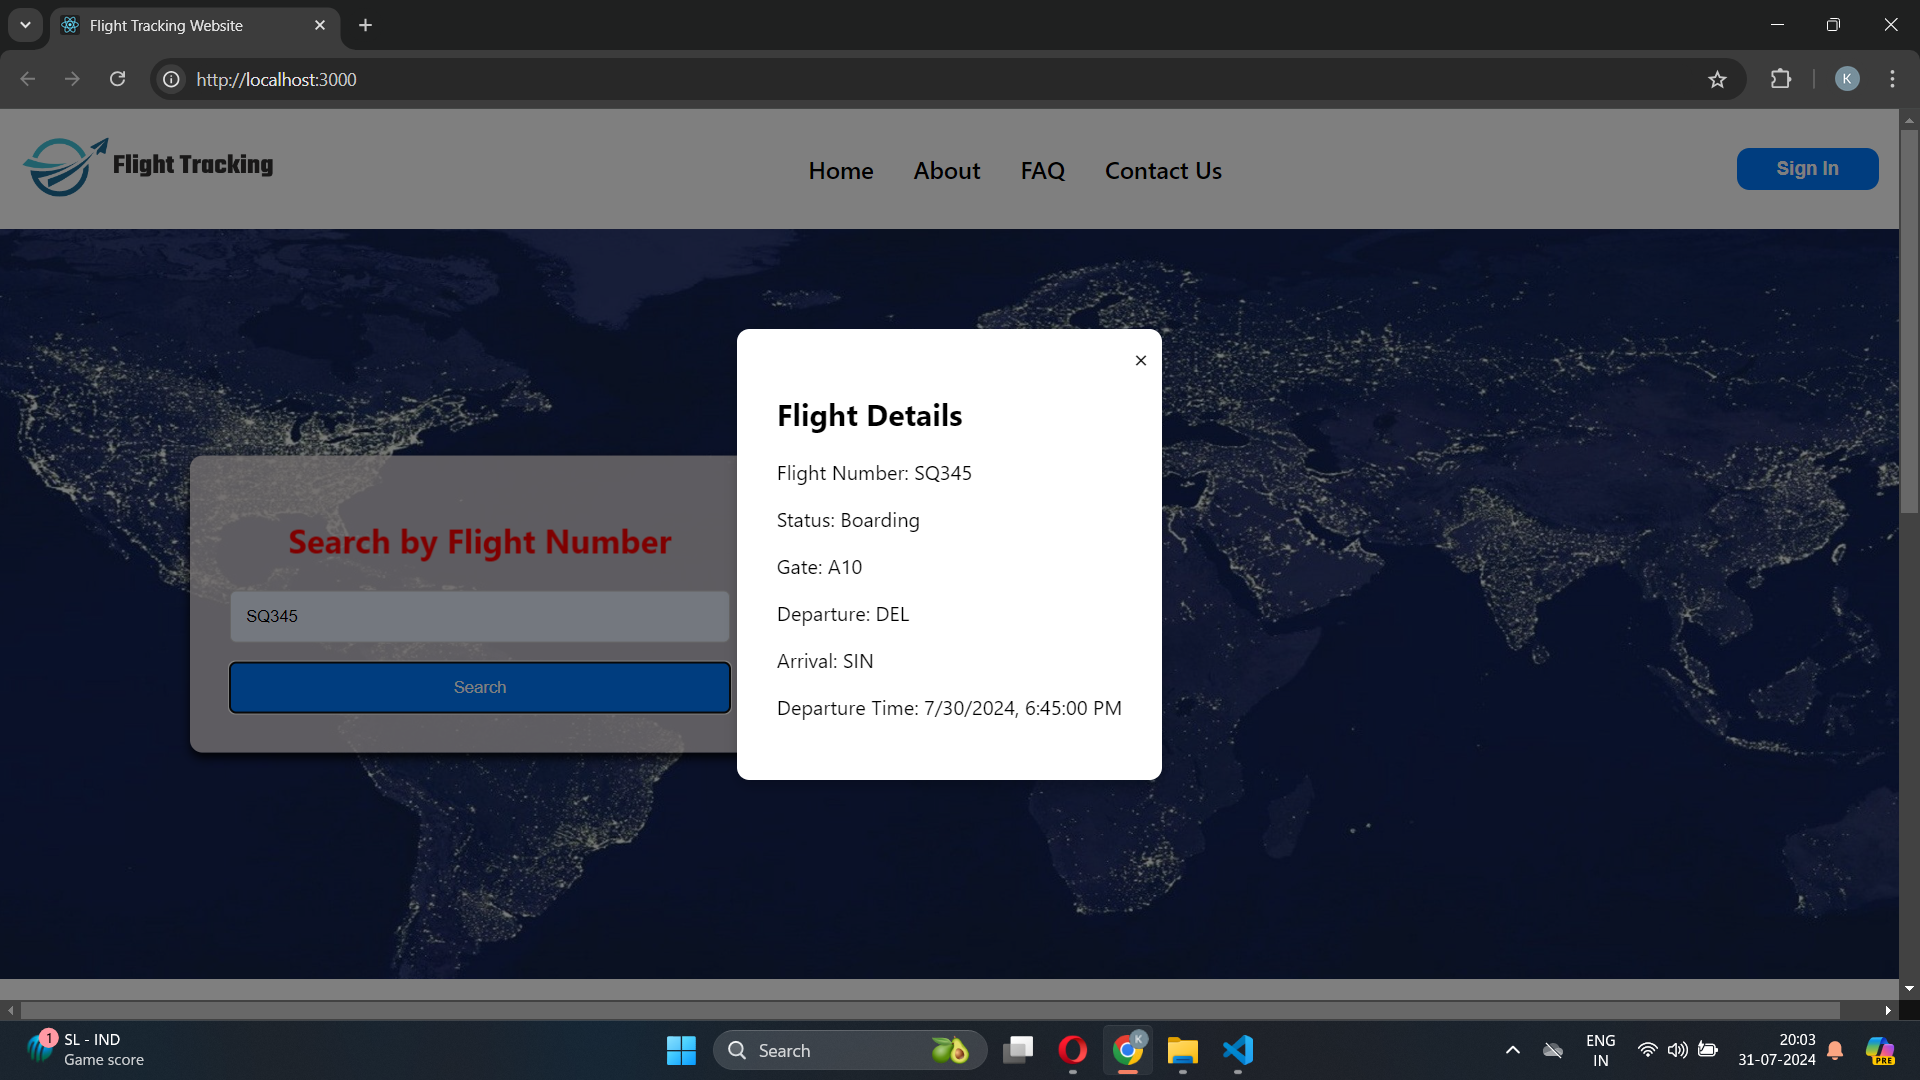 Flight Tracking Website
http://localhost:3000
K
Flight Tracking
Home About FAQ Contact Us
Sign In
Flight Details
Flight Number: SQ345
Status: Boarding
Gate: A10
Departure: DEL
Arrival: SIN
Departure Time: 7/30/2024, 6:45:00 PM
Search by Flight Number
SQ345
Search
1
SL - IND
Game score
Search
K
ENG
IN
20:03
31-07-2024
PRE